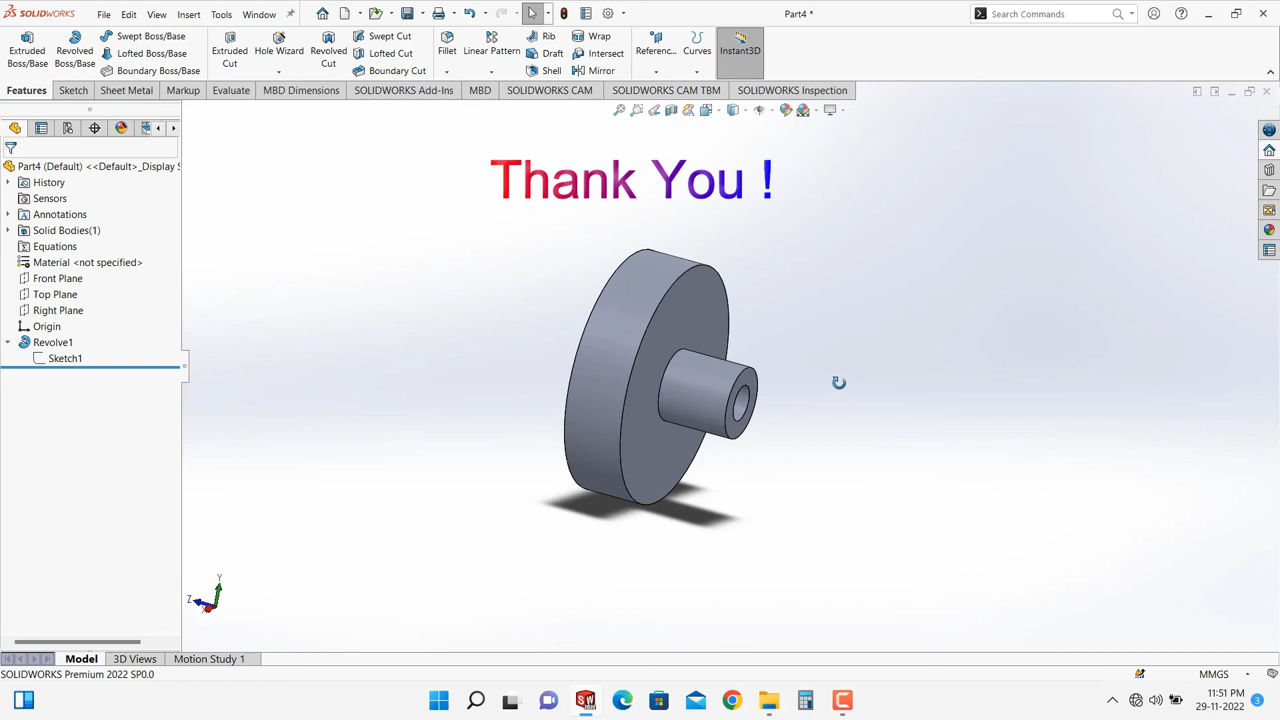 SOLIDWORKS File Edit View Insert Tools Window Part4 * Search Commands
Extruded Boss/Base Revolved Boss/Base Swept Boss/Base Lofted Boss/Base Boundary Boss/Base Extruded Cut Hole Wizard Revolved Cut Swept Cut Lofted Cut Boundary Cut Fillet Linear Pattern Rib Draft Shell Wrap Intersect Mirror Referenc... Curves Instant3D
Features Sketch Sheet Metal Markup Evaluate MBD Dimensions SOLIDWORKS Add-Ins MBD SOLIDWORKS CAM SOLIDWORKS CAM TBM SOLIDWORKS Inspection
Part4 (Default) <<Default>_Display S
History
Sensors
Annotations
Solid Bodies(1)
Equations
Material <not specified>
Front Plane
Top Plane
Right Plane
Origin
Revolve1
Sketch1
Thank You !
Y
Z
Model 3D Views Motion Study 1
SOLIDWORKS Premium 2022 SP0.0 MMGS
11:51 PM
29-11-2022
3